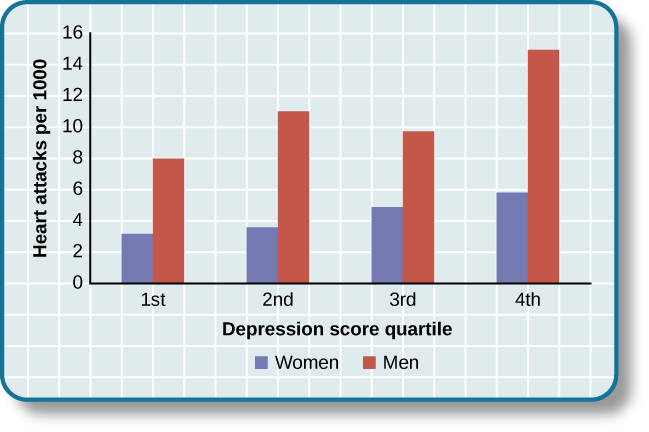 Heart attacks per 1000
16
14
12
10
8
6
4
2
0
1st 2nd 3rd 4th
Depression score quartile
Women Men